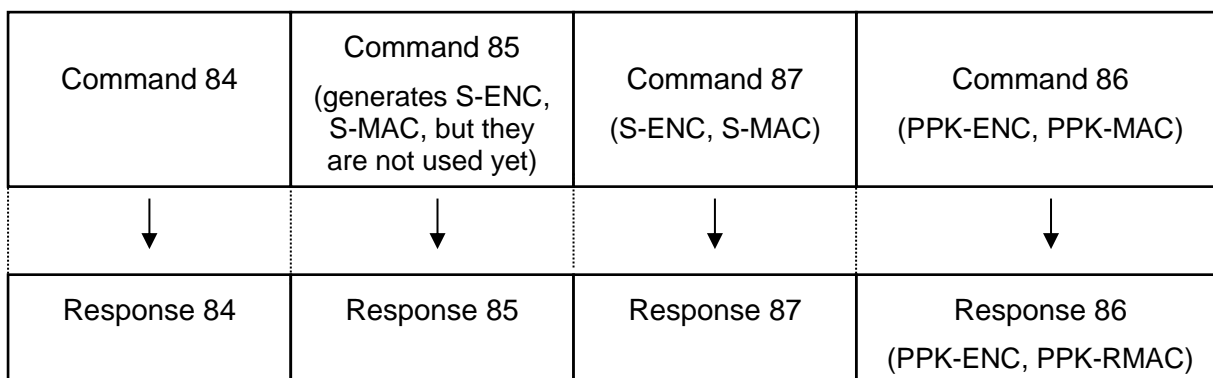 Command 84
Command 85
(generates S-ENC,
S-MAC, but they
are not used yet)
Command 87
(S-ENC, S-MAC)
Command 86
(PPK-ENC, PPK-MAC)
Response 84
Response 85
Response 87
Response 86
(PPK-ENC, PPK-RMAC)